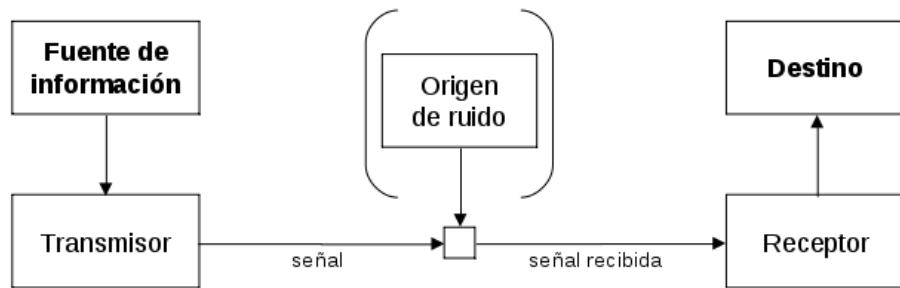 Fuente de
información
Origen
de ruido
Destino
Transmisor
señal
señal recibida
Receptor